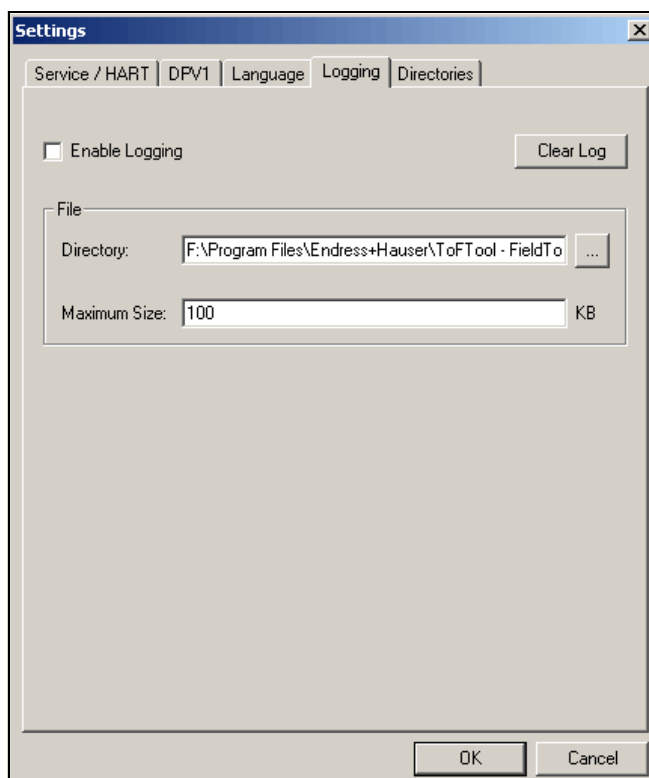 Settings
Service / HART DPV1 Language Logging Directories
Enable Logging Clear Log
File
Directory: F:\Program Files\Endress+Hauser\ToFTool - FieldTo ...
Maximum Size: 100 KB
OK Cancel